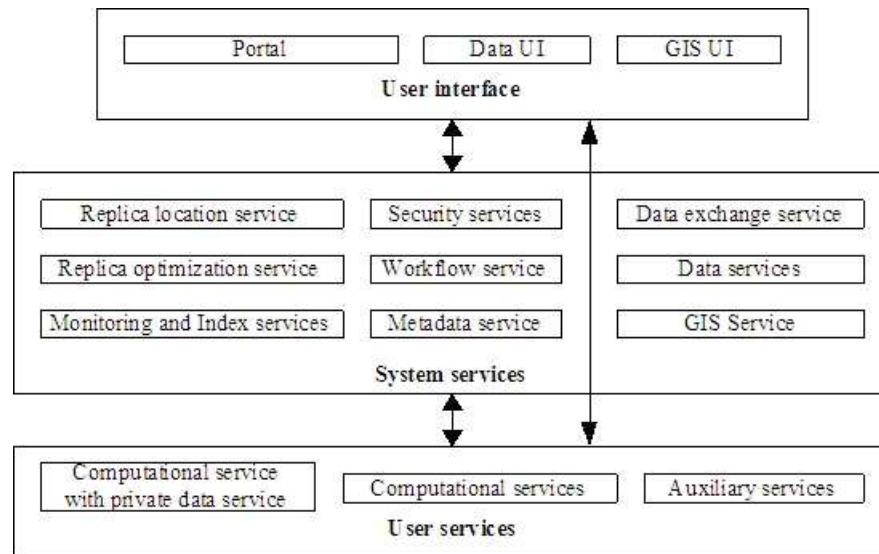 Portal
Data UI
GIS UI
User interface
Replica location service
Security services
Data exchange service
Replica optimization service
Workflow service
Data services
Monitoring and Index services
Metadata service
GIS Service
System services
Computational service
with private data service
Computational services
Auxiliary services
User services